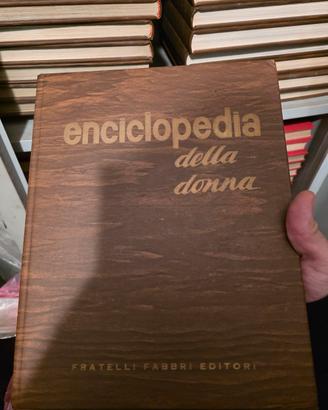 enciclopedia
della
donna
FRATELLI FABBRI EDITORI